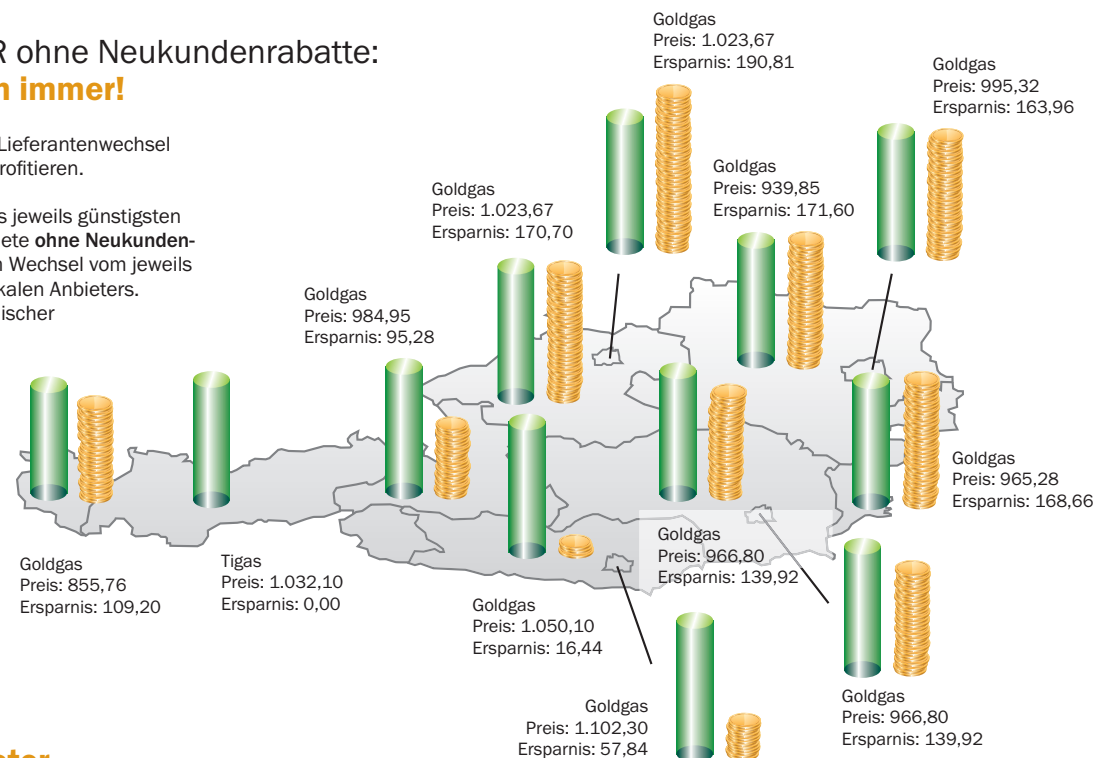 R ohne Neukundenrabatte:
n immer!
Lieferantenwechsel
rofitieren.
s jeweils günstigsten
ete ohne Neukunden-
n Wechsel vom jeweils
kalen Anbieters.
ischer
Goldgas
Preis: 1.023,67
Ersparnis: 190,81
Goldgas
Preis: 995,32
Ersparnis: 163,96
Goldgas
Preis: 939,85
Ersparnis: 171,60
Goldgas
Preis: 1.023,67
Ersparnis: 170,70
Goldgas
Preis: 984,95
Ersparnis: 95,28
Goldgas
Preis: 965,28
Ersparnis: 168,66
Goldgas
Preis: 966,80
Ersparnis: 139,92
Goldgas
Preis: 855,76
Ersparnis: 109,20
Tigas
Preis: 1.032,10
Ersparnis: 0,00
Goldgas
Preis: 1.050,10
Ersparnis: 16,44
Goldgas
Preis: 1.102,30
Ersparnis: 57,84
Goldgas
Preis: 966,80
Ersparnis: 139,92